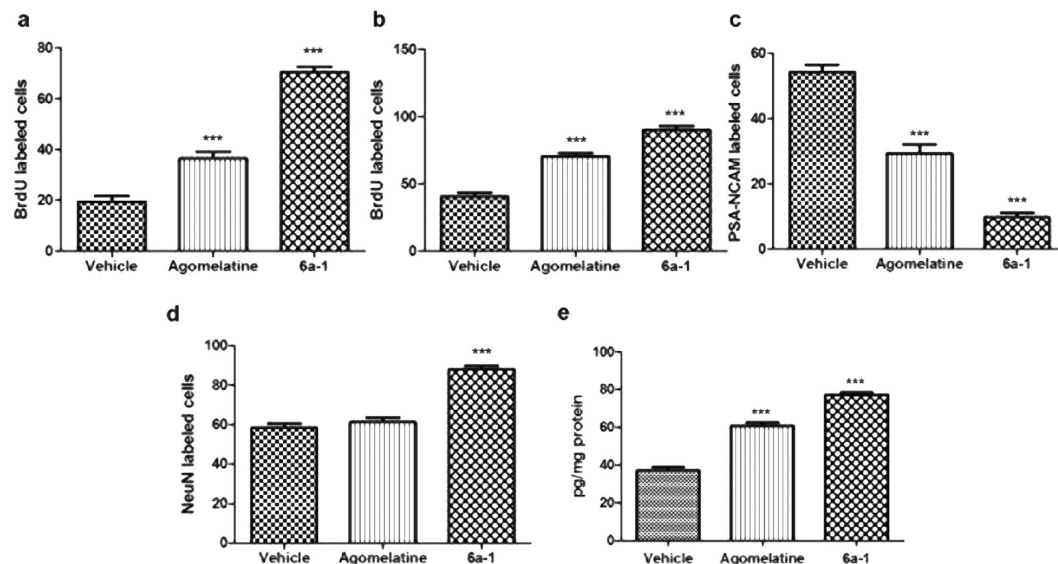 a
BrdU labeled cells
80
60
40
20
0
***
***
Vehicle
Agomelatine
6a-1
b
BrdU labeled cells
150
100
50
0
***
***
Vehicle
Agomelatine
6a-1
c
PSA-NCAM labeled cells
60
40
20
0
***
***
Vehicle
Agomelatine
6a-1
d
NeuN labeled cells
100
80
60
40
20
0
***
Vehicle
Agomelatine
6a-1
e
pg/mg protein
100
80
60
40
20
0
***
***
Vehicle
Agomelatine
6a-1